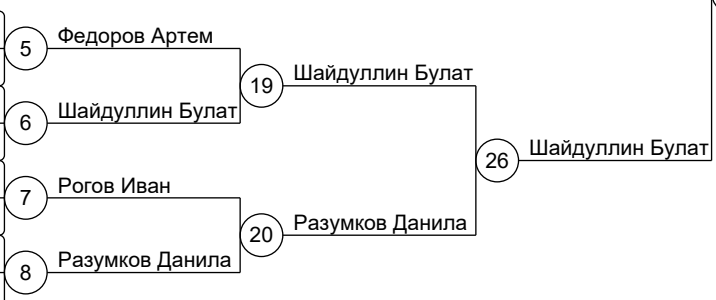 5 Федоров Артем
19 Шайдуллин Булат
6 Шайдуллин Булат
26 Шайдуллин Булат
7 Рогов Иван
20 Разумков Данила
8 Разумков Данила